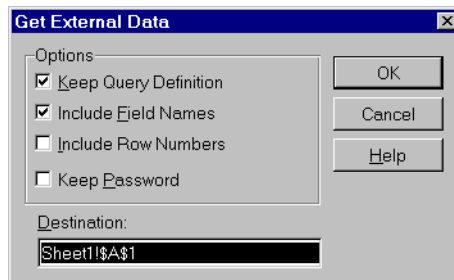 Get External Data
Options
Keep Query Definition
Include Field Names
Include Row Numbers
Keep Password
OK
Cancel
Help
Destination:
Sheet1!$A$1